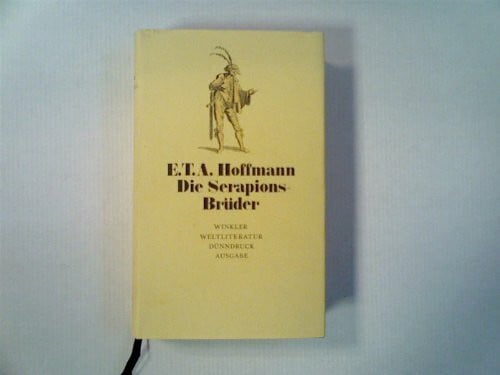 E.T.A. Hoffmann
Die Serapions-
Brüder
WINKLER
WELTLITERATUR
DÜNNDRUCK
AUSGABE